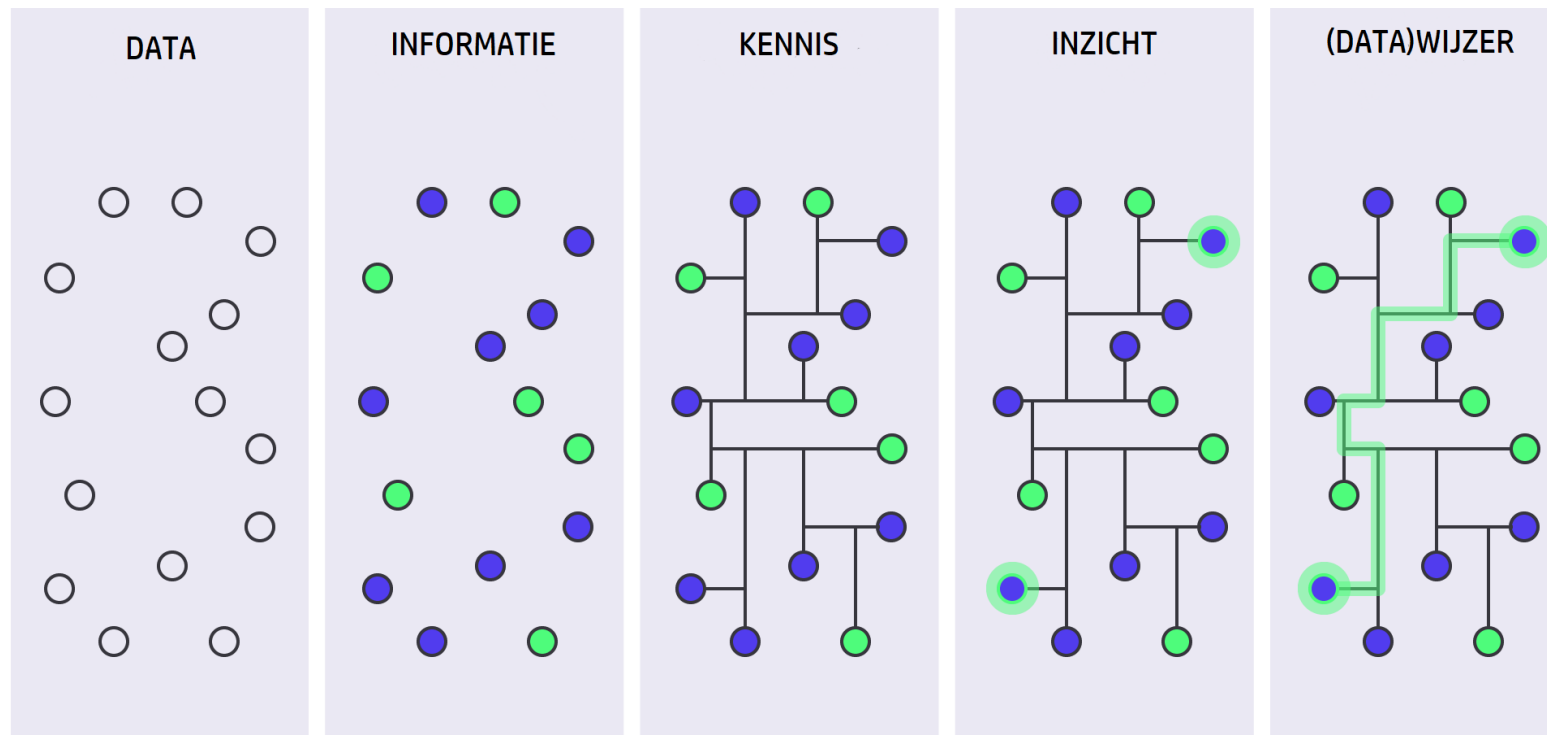 DATA
INFORMATIE
KENNIS
INZICHT
(DATA)WIJZER